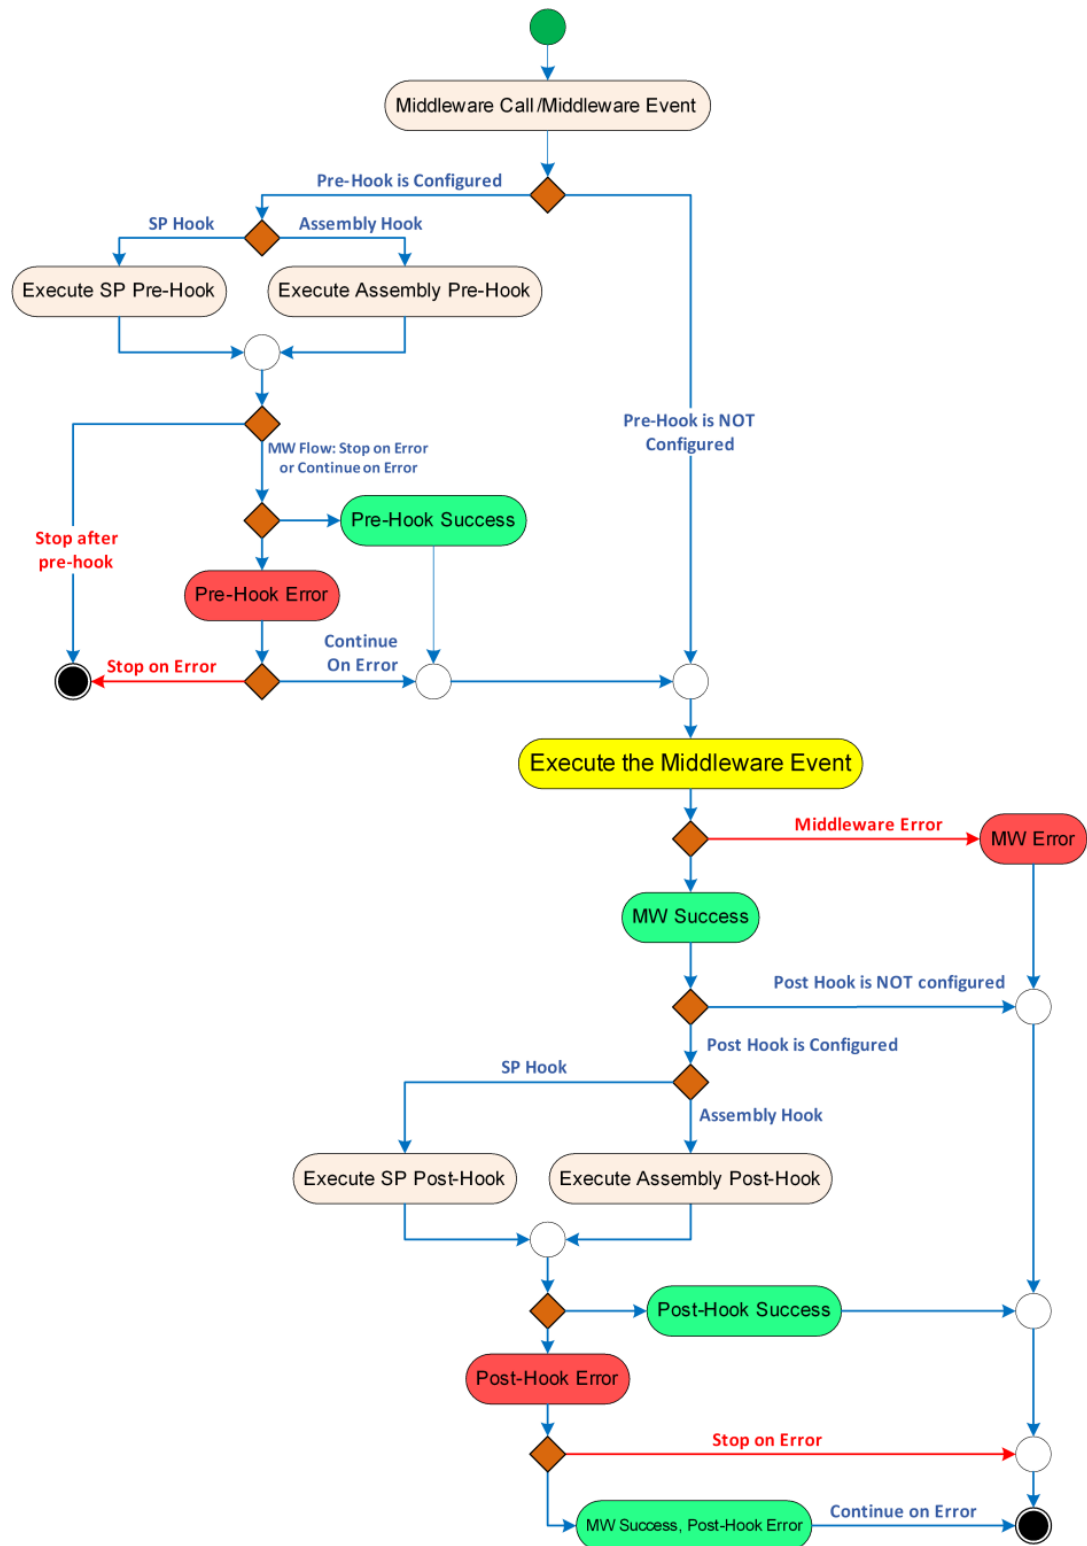 Middleware Call/Middleware Event
Pre-Hook is Configured
SP Hook
Assembly Hook
Execute SP Pre-Hook
Execute Assembly Pre-Hook
Pre-Hook is NOT
Configured
MW Flow: Stop on Error
or Continue on Error
Pre-Hook Success
Stop after
pre-hook
Pre-Hook Error
Continue
On Error
Stop on Error
Execute the Middleware Event
Middleware Error
MW Error
MW Success
Post Hook is NOT configured
Post Hook is Configured
SP Hook
Assembly Hook
Execute SP Post-Hook
Execute Assembly Post-Hook
Post-Hook Success
Post-Hook Error
Stop on Error
MW Success, Post-Hook Error
Continue on Error